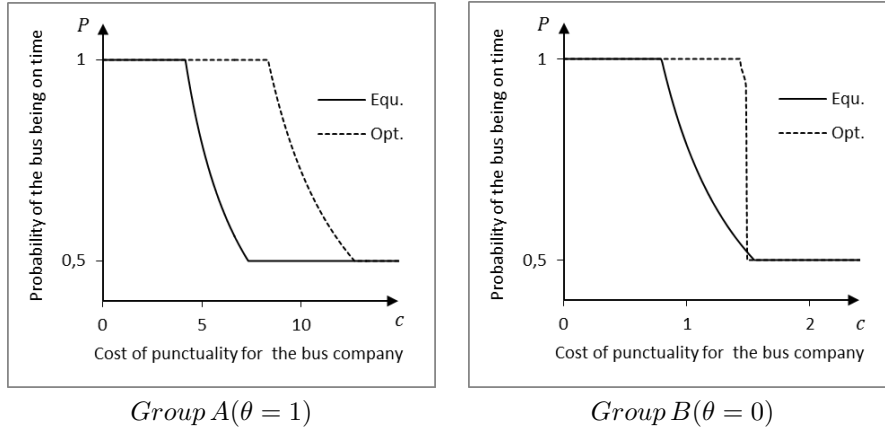 P
Probability of the bus being on time
1
0,5
Equ.
Opt.
0
5
10
c
Cost of punctuality for the bus company
Group A(θ = 1)
P
Probability of the bus being on time
1
0,5
Equ.
Opt.
0
1
2
c
Cost of punctuality for the bus company
Group B(θ = 0)